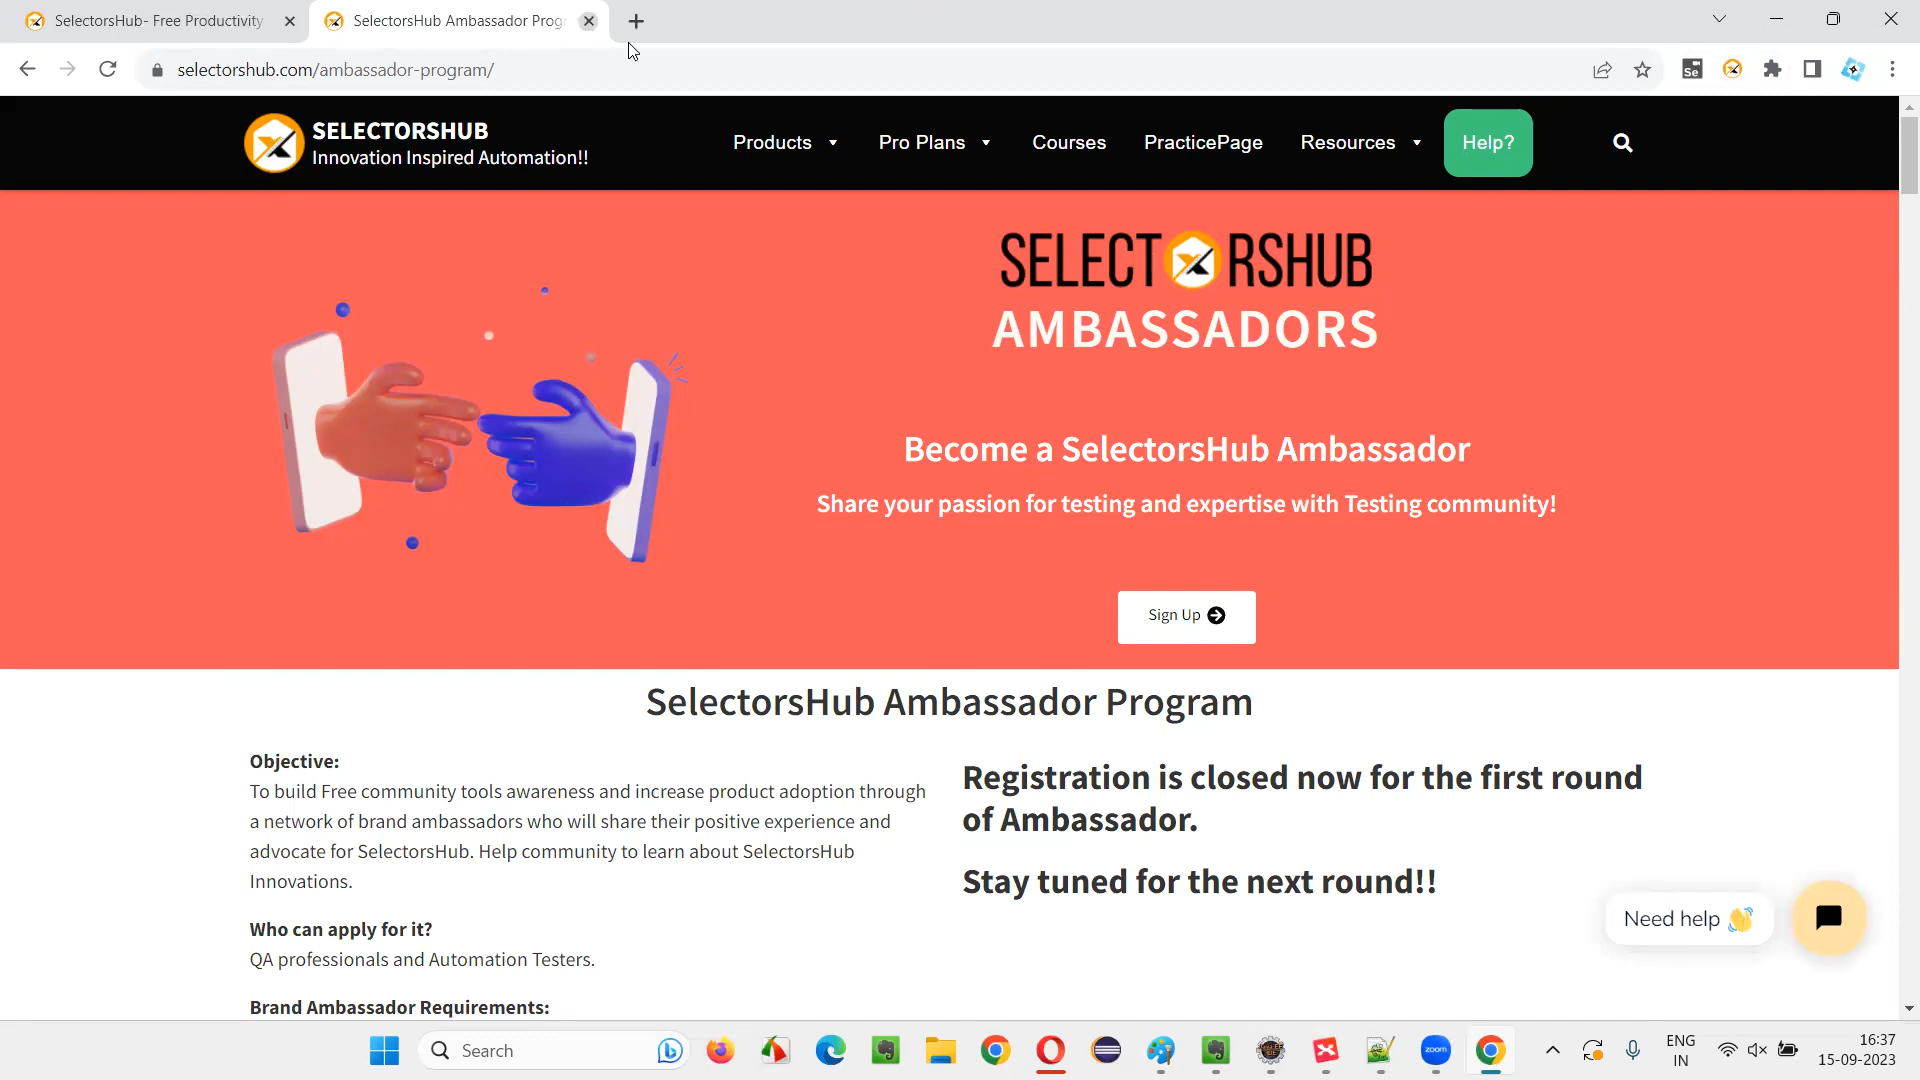 SelectorsHub- Free Productivity
SelectorsHub Ambassador Prog
selectorshub.com/ambassador-program/
Se
SELECTORSHUB
Innovation Inspired Automation!!
Products
Pro Plans
Courses
PracticePage
Resources
Help?
SELECTORSHUB
AMBASSADORS
Become a SelectorsHub Ambassador
Share your passion for testing and expertise with Testing community!
Sign Up
SelectorsHub Ambassador Program
Objective:
To build Free community tools awareness and increase product adoption through
a network of brand ambassadors who will share their positive experience and
advocate for SelectorsHub. Help community to learn about SelectorsHub
Innovations.
Who can apply for it?
QA professionals and Automation Testers.
Brand Ambassador Requirements:
Registration is closed now for the first round
of Ambassador.
Stay tuned for the next round!!
Need help 👋
Search
zoom
ENG
IN
16:37
15-09-2023